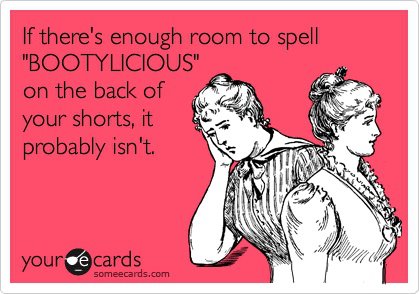 If there's enough room to spell
"BOOTYLICIOUS"
on the back of
your shorts, it
probably isn't.
your e cards
someecards.com